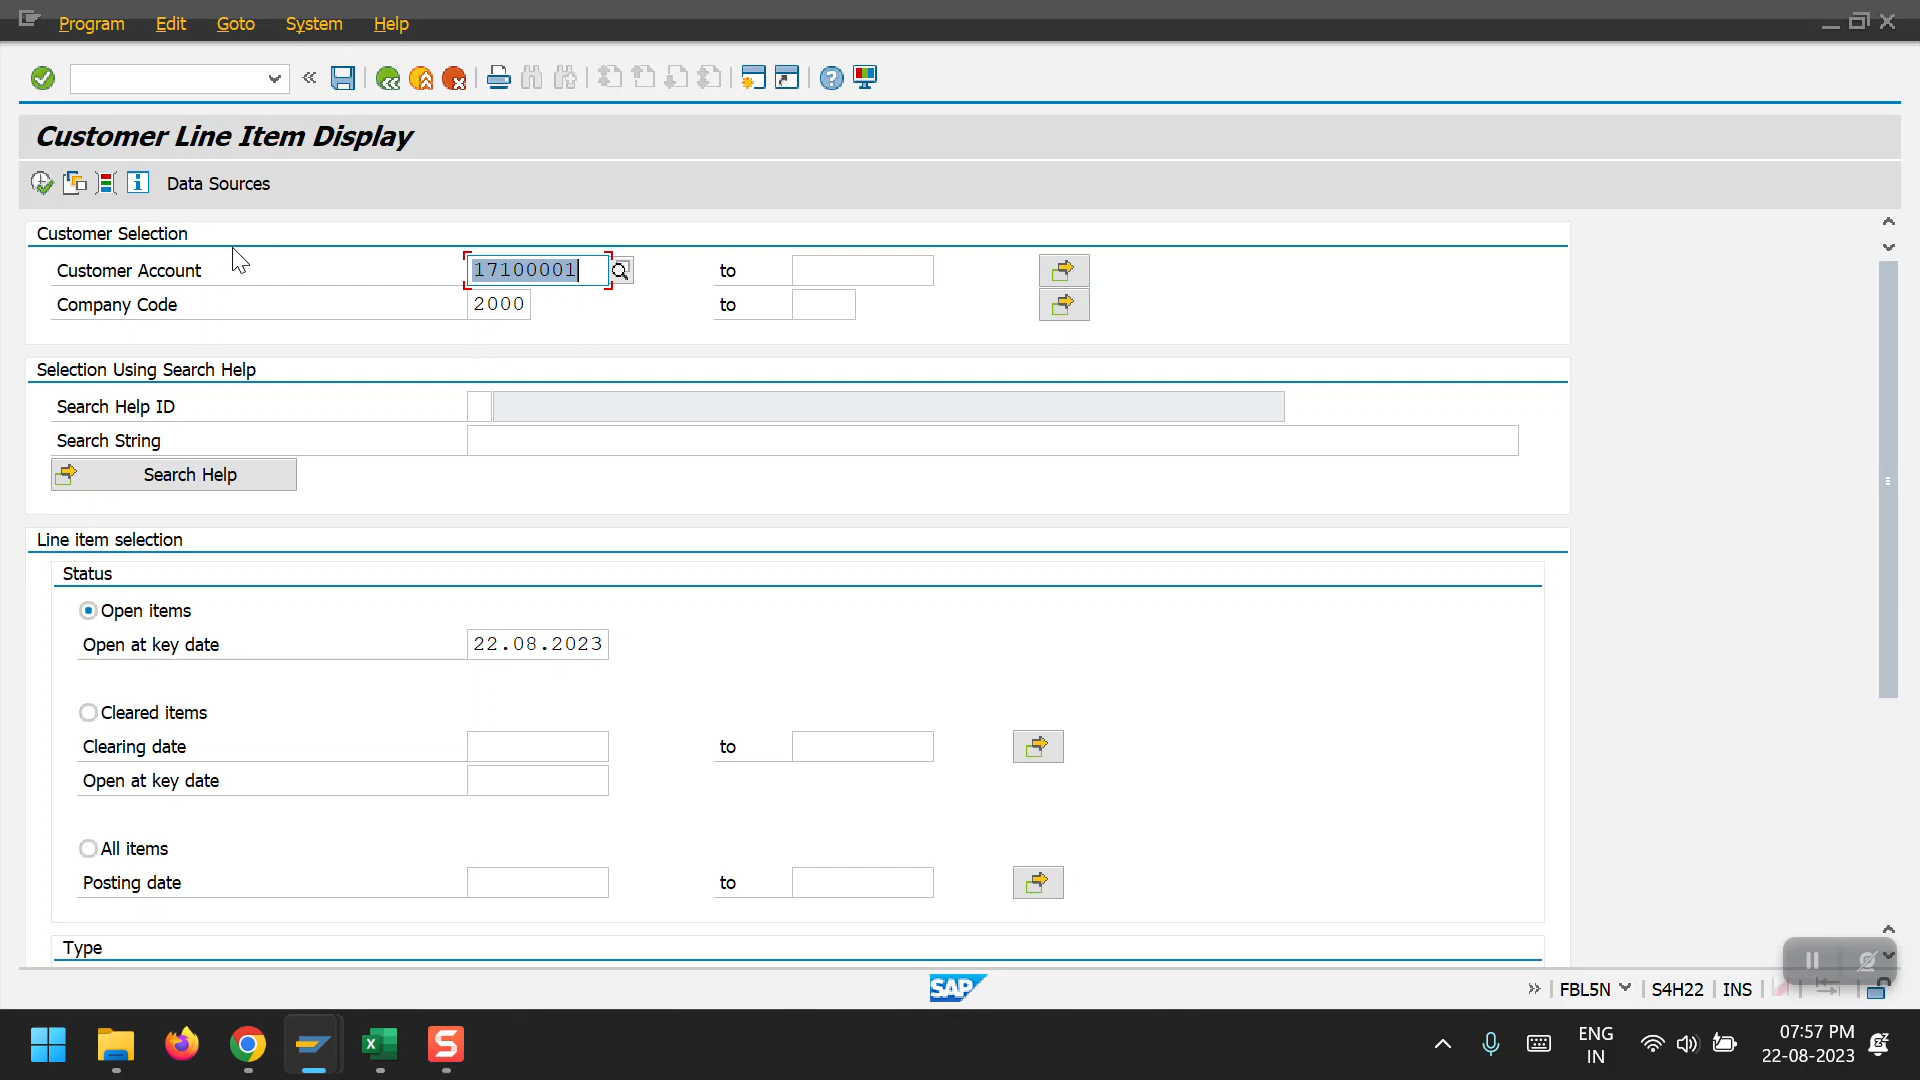 Program Edit Goto System Help
Customer Line Item Display
Data Sources
Customer Selection
Customer Account 17100001 to
Company Code 2000 to
Selection Using Search Help
Search Help ID
Search String
Search Help
Line item selection
Status
Open items
Open at key date 22.08.2023
Cleared items
Clearing date to
Open at key date
All items
Posting date to
Type
SAP FBL5N S4H22 INS
ENG 07:57 PM
IN 22-08-2023